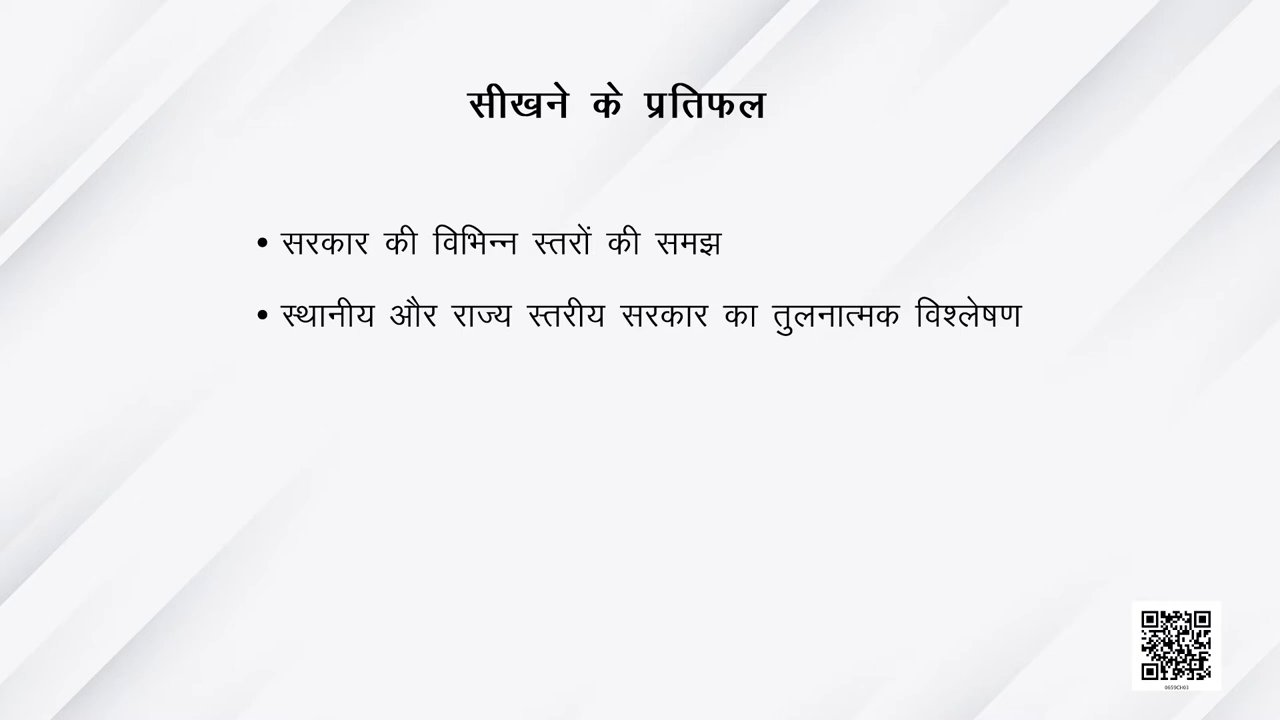 सीखने के प्रतिफल
• सरकार की विभिन्न स्तरों की समझ
• स्थानीय और राज्य स्तरीय सरकार का तुलनात्मक विश्लेषण